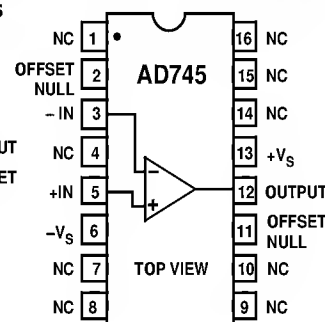 NC 1
OFFSET NULL 2
– IN 3
NC 4
+IN 5
–VS 6
NC 7
NC 8
AD745
–
+
TOP VIEW
16 NC
15 NC
14 NC
13 +VS
12 OUTPUT
11 OFFSET NULL
10 NC
9 NC
S
UT
ET